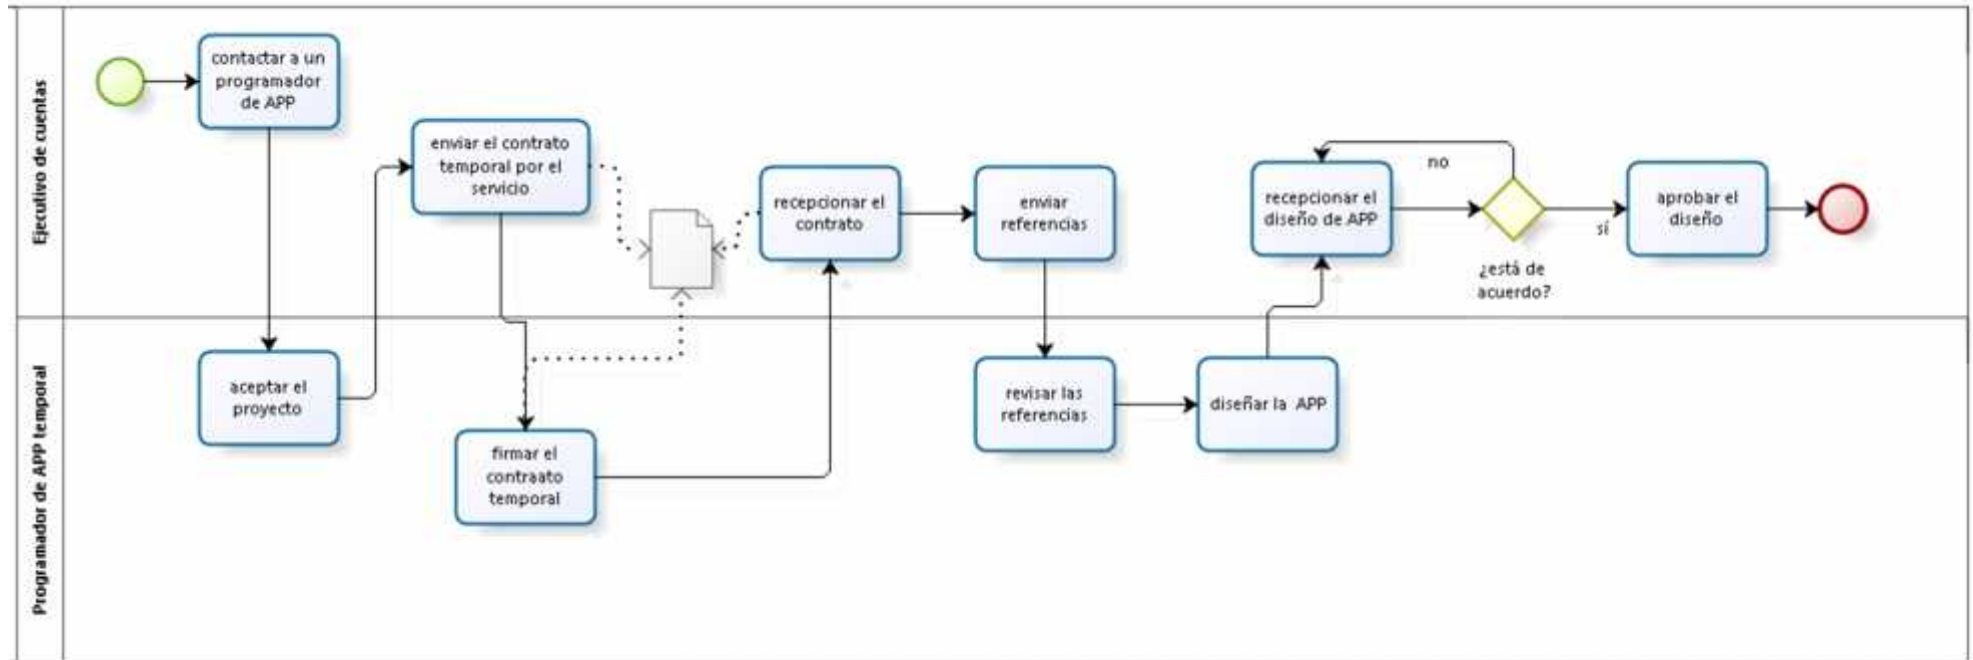 Ejecutivo de cuentas
contactar a un
programador
de APP
enviar el contrato
temporal por el
servicio
recepcionar el
contrato
enviar
referencias
recepcionar el
diseño de APP
no
¿está de
acuerdo?
sí
aprobar el
diseño
Programador de APP temporal
aceptar el
proyecto
firmar el
contraato
temporal
revisar las
referencias
diseñar la APP